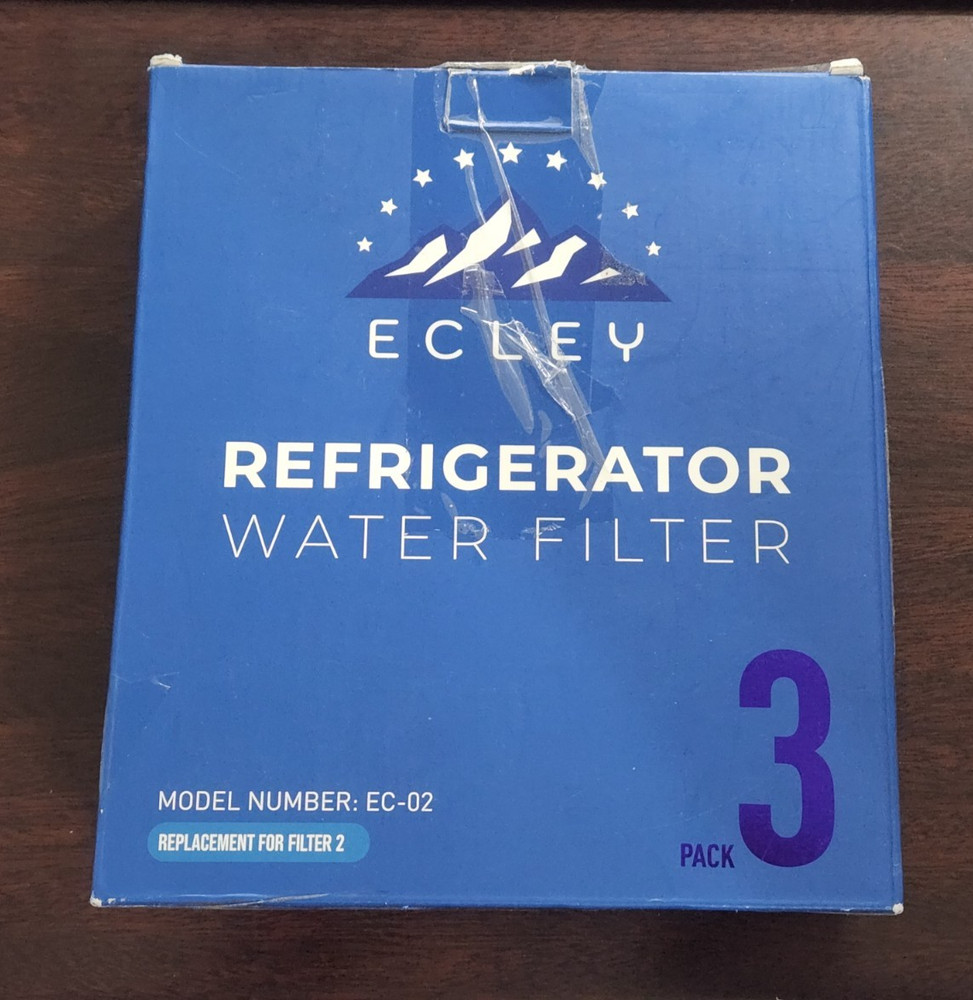 ECLEY
REFRIGERATOR
WATER FILTER
MODEL NUMBER: EC-02
REPLACEMENT FOR FILTER 2
PACK 3